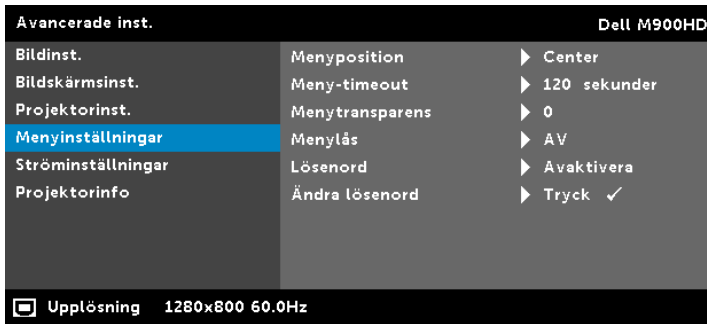 Avancerade inst. Dell M900HD
Bildinst. Menyposition Center
Bildskärmsinst. Meny-timeout 120 sekunder
Projektorinst. Menytransparens 0
Menyinställningar Menylås AV
Ströminställningar Lösenord Avaktivera
Projektorinfo Ändra lösenord Tryck ✓
Upplösning 1280x800 60.0Hz